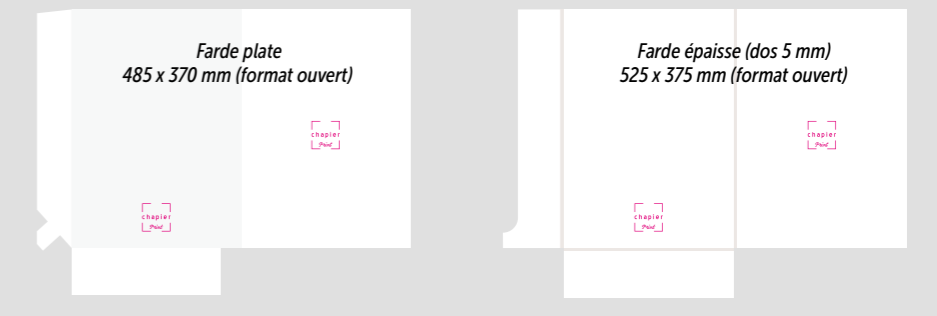 Farde plate
485 x 370 mm (format ouvert)
chapier
Print
chapier
Print
Farde épaisse (dos 5 mm)
525 x 375 mm (format ouvert)
chapier
Print
chapier
Print